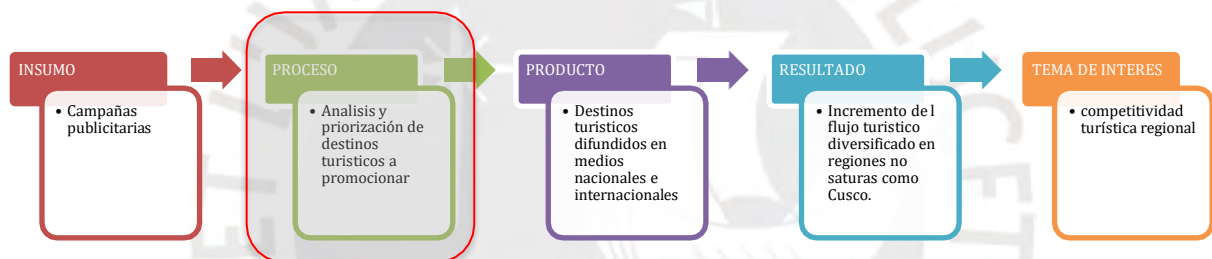 INSUMO
• Campañas
publicitarias
PROCESO
• Analisis y
priorización de
destinos
turisticos a
promocionar
PRODUCTO
• Destinos
turisticos
difundidos en
medios
nacionales e
internacionales
RESULTADO
• Incremento de l
flujo turistico
diversificado en
regiones no
saturas como
Cusco.
TEMA DE INTERES
• competitividad
turística regional